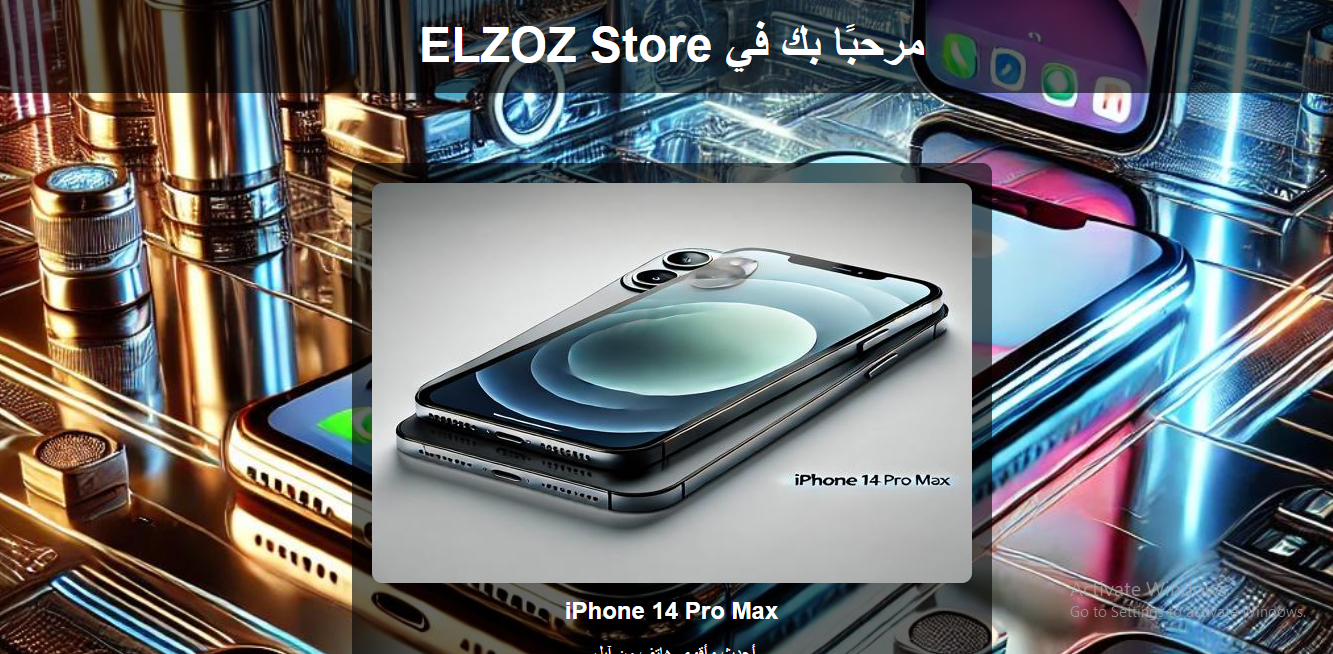 مرحبًا بك في ELZOZ Store
iPhone 14 Pro Max
iPhone 14 Pro Max
Activate Windows
Go to Settings to activate Windows.